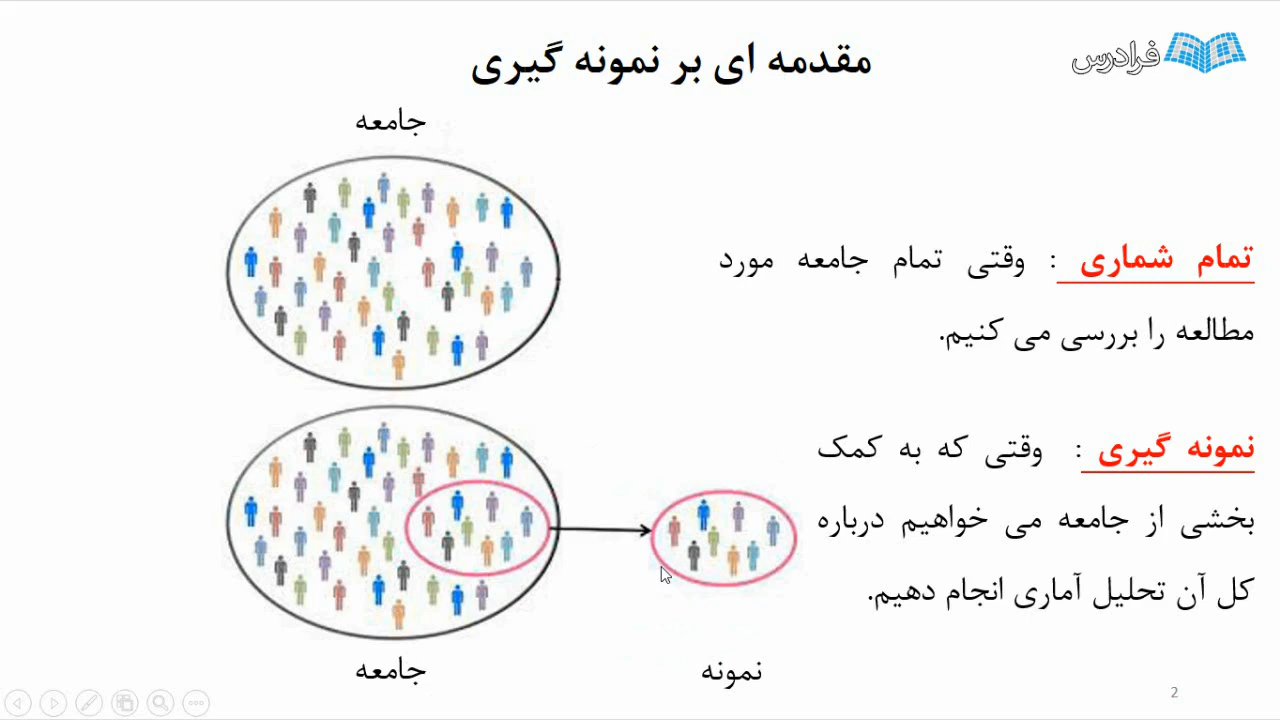 فرادرس
مقدمه ای بر نمونه گیری
جامعه
تمام شماری : وقتی تمام جامعه مورد
مطالعه را بررسی می کنیم.
نمونه گیری : وقتی که به کمک
بخشی از جامعه می خواهیم درباره
کل آن تحلیل آماری انجام دهیم.
جامعه
نمونه
2